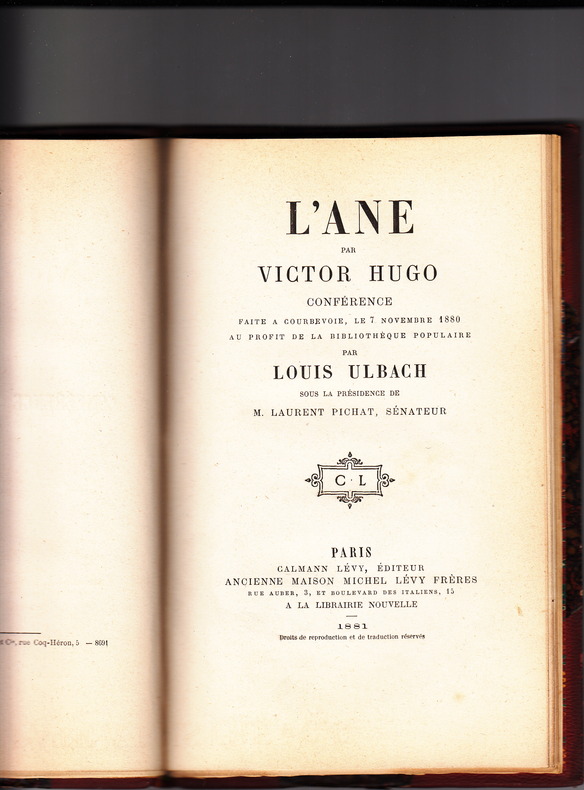 t Cie, rue Coq-Héron, 5 — 8691
L'ANE
PAR
VICTOR HUGO
CONFÉRENCE
FAITE A COURBEVOIE, LE 7 NOVEMBRE 1880
AU PROFIT DE LA BIBLIOTHÈQUE POPULAIRE
PAR
LOUIS ULBACH
SOUS LA PRÉSIDENCE DE
M. LAURENT PICHAT, SÉNATEUR
C · L
PARIS
CALMANN LÉVY, ÉDITEUR
ANCIENNE MAISON MICHEL LÉVY FRÈRES
RUE AUBER, 3, ET BOULEVARD DES ITALIENS, 15
A LA LIBRAIRIE NOUVELLE
1881
Droits de reproduction et de traduction réservés